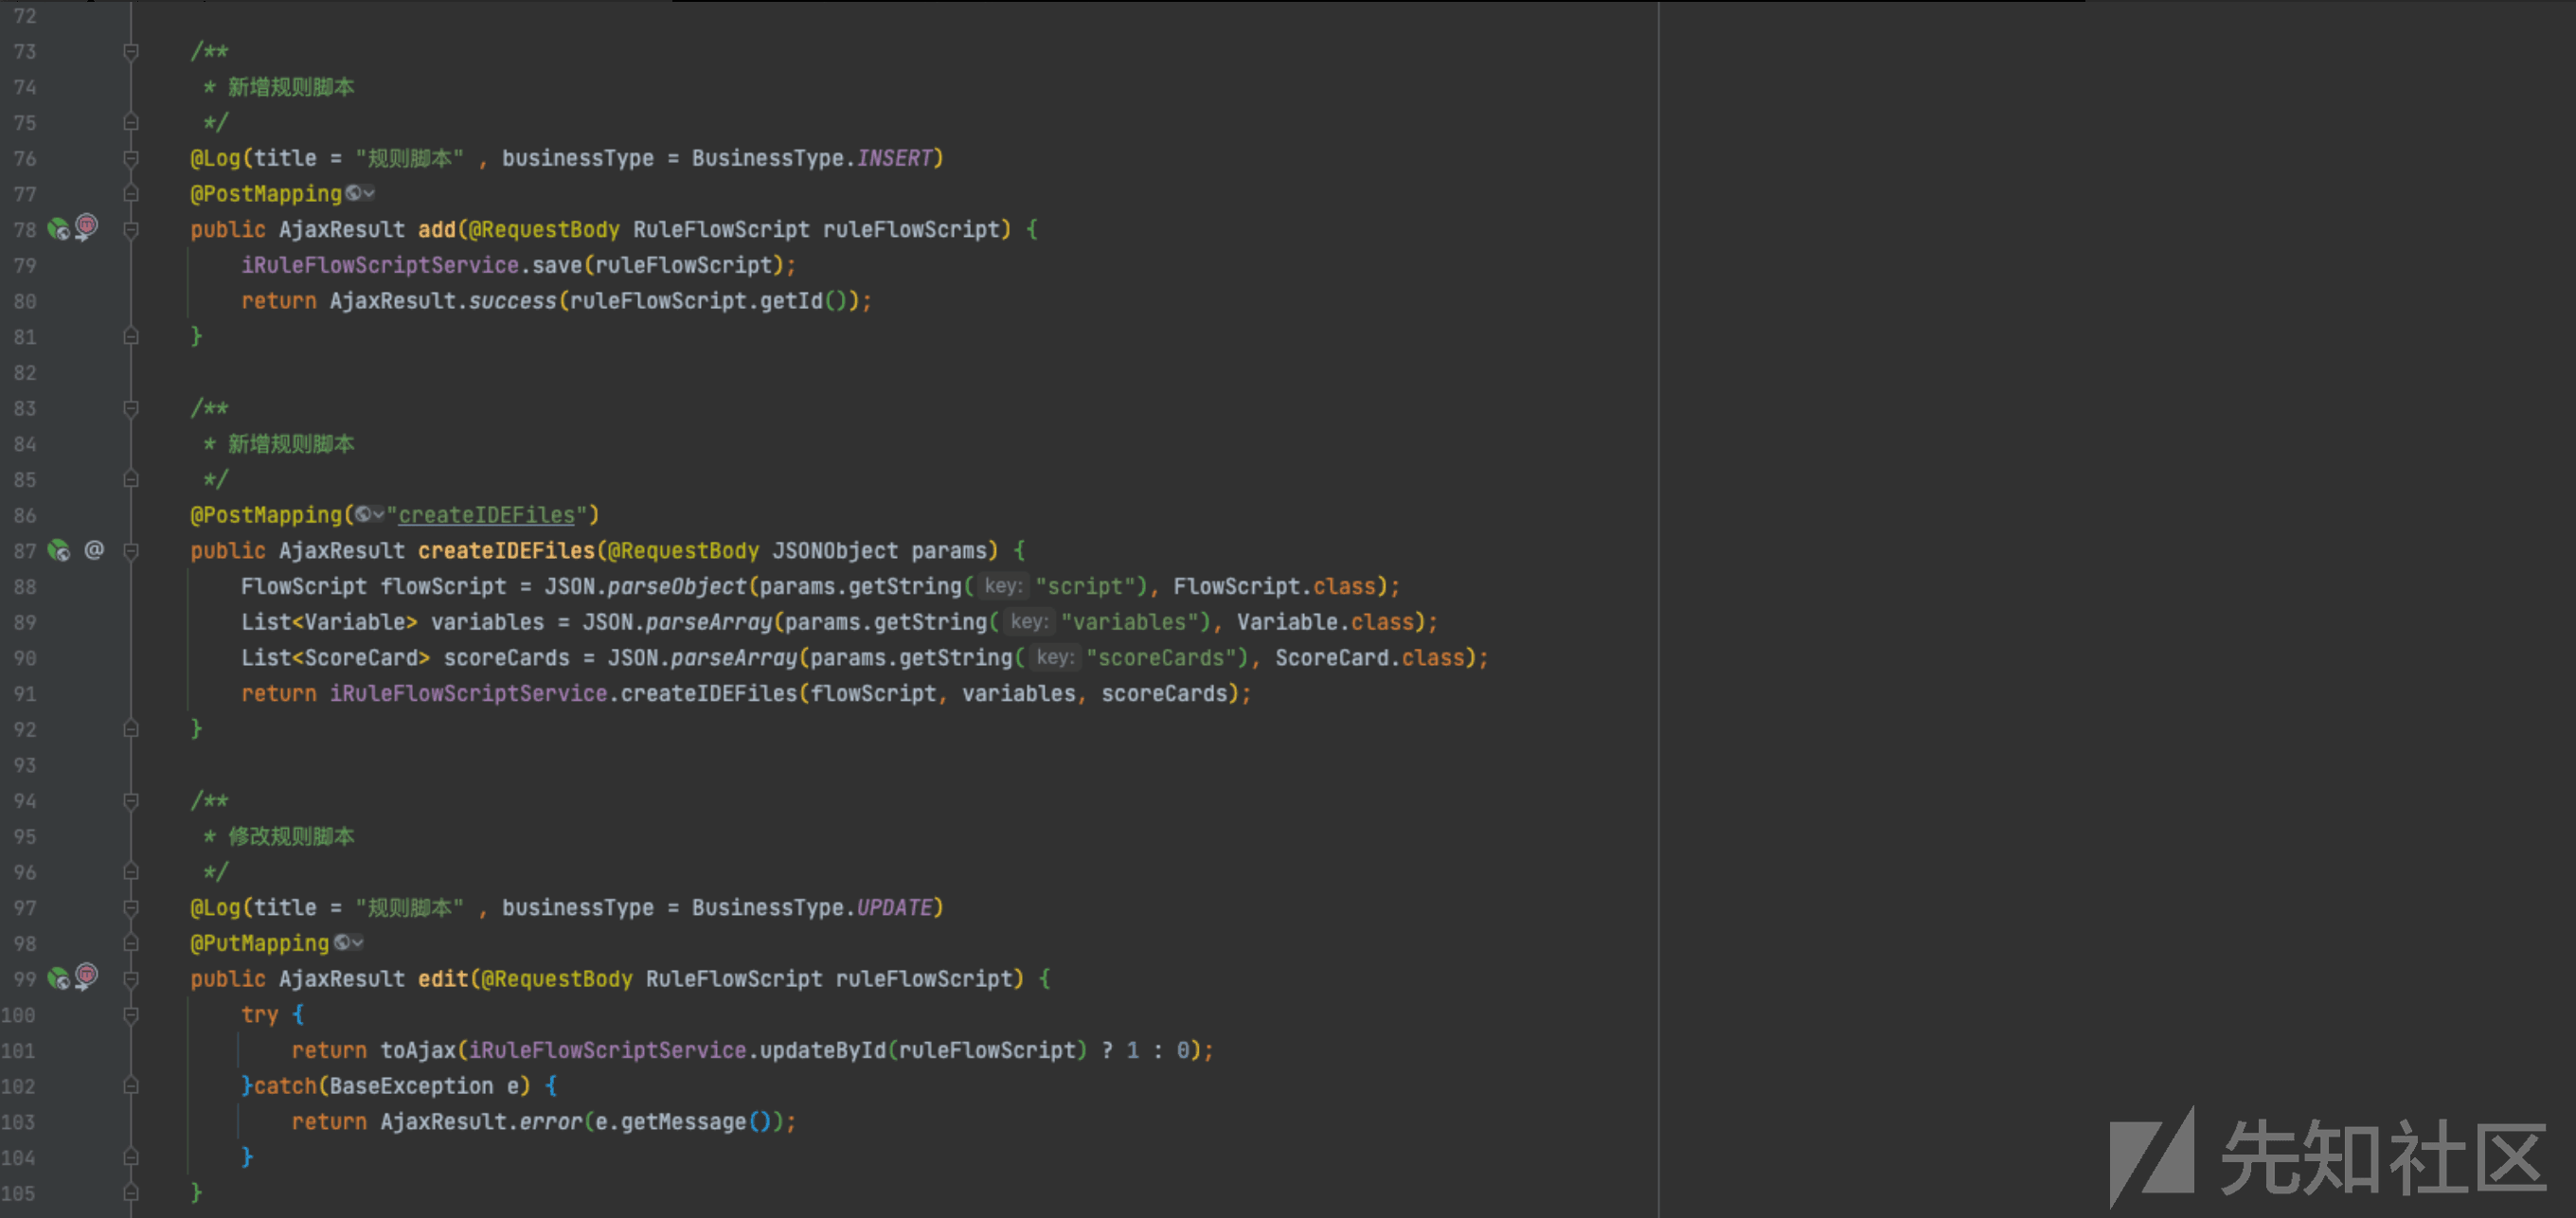 72
73 /**
74 * 新增规则脚本
75 */
76 @Log(title = "规则脚本" , businessType = BusinessType.INSERT)
77 @PostMapping
78 public AjaxResult add(@RequestBody RuleFlowScript ruleFlowScript) {
79 iRuleFlowScriptService.save(ruleFlowScript);
80 return AjaxResult.success(ruleFlowScript.getId());
81 }
82
83 /**
84 * 新增规则脚本
85 */
86 @PostMapping("createIDEFiles")
87 @ public AjaxResult createIDEFiles(@RequestBody JSONObject params) {
88 FlowScript flowScript = JSON.parseObject(params.getString( key: "script"), FlowScript.class);
89 List<Variable> variables = JSON.parseArray(params.getString( key: "variables"), Variable.class);
90 List<ScoreCard> scoreCards = JSON.parseArray(params.getString( key: "scoreCards"), ScoreCard.class);
91 return iRuleFlowScriptService.createIDEFiles(flowScript, variables, scoreCards);
92 }
93
94 /**
95 * 修改规则脚本
96 */
97 @Log(title = "规则脚本" , businessType = BusinessType.UPDATE)
98 @PutMapping
99 public AjaxResult edit(@RequestBody RuleFlowScript ruleFlowScript) {
100 try {
101 return toAjax(iRuleFlowScriptService.updateById(ruleFlowScript) ? 1 : 0);
102 }catch(BaseException e) {
103 return AjaxResult.error(e.getMessage());
104 }
105 }
先知社区